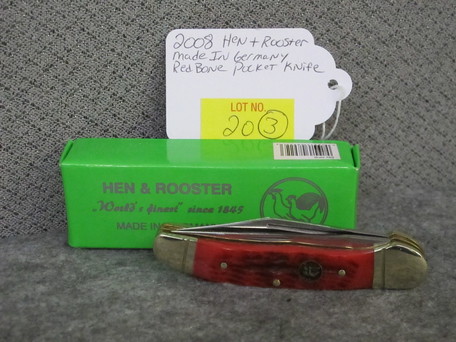 2008 Hen + Rooster
made In Germany
Red Bone Pocket Knife
LOT NO.
20 3
HEN & ROOSTER
„World's finest" since 1865
MADE IN